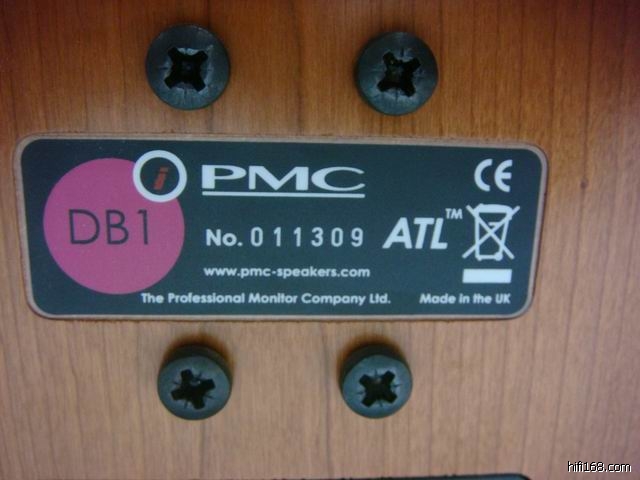 DB1
i
PMC
CE
No. 011309
ATL™
www.pmc-speakers.com
The Professional Monitor Company Ltd.
Made in the UK
hifi168.com